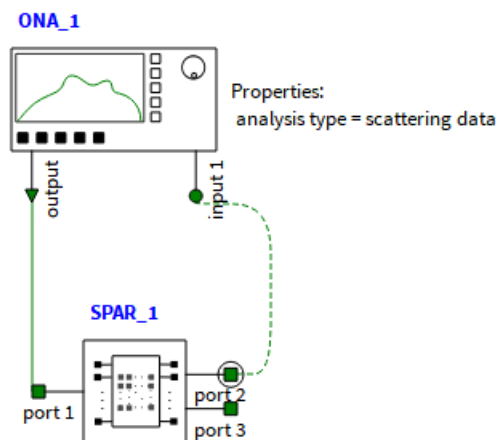 ONA_1
Properties:
analysis type = scattering data
output
input 1
SPAR_1
port 1
port 2
port 3